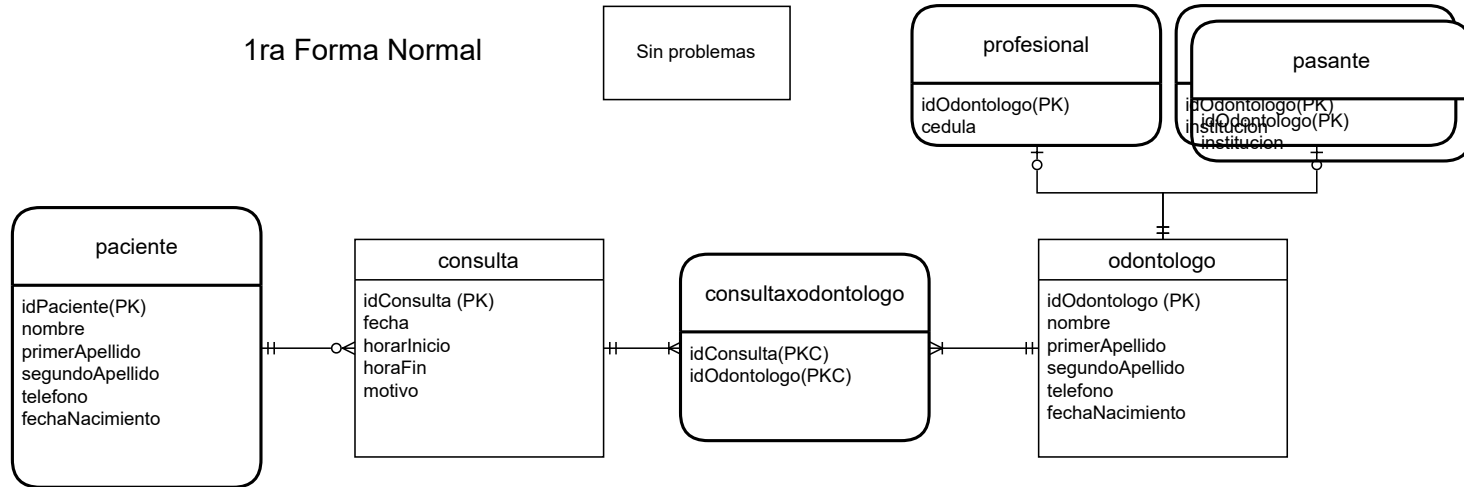 1ra Forma Normal
Sin problemas
profesional
idOdontologo(PK)
cedula
idOdontologo(PK)
institucion
pasante
idOdontologo(PK)
institucion
paciente
idPaciente(PK)
nombre
primerApellido
segundoApellido
telefono
fechaNacimiento
consulta
idConsulta (PK)
fecha
horarInicio
horaFin
motivo
consultaxodontologo
idConsulta(PKC)
idOdontologo(PKC)
odontologo
idOdontologo (PK)
nombre
primerApellido
segundoApellido
telefono
fechaNacimiento